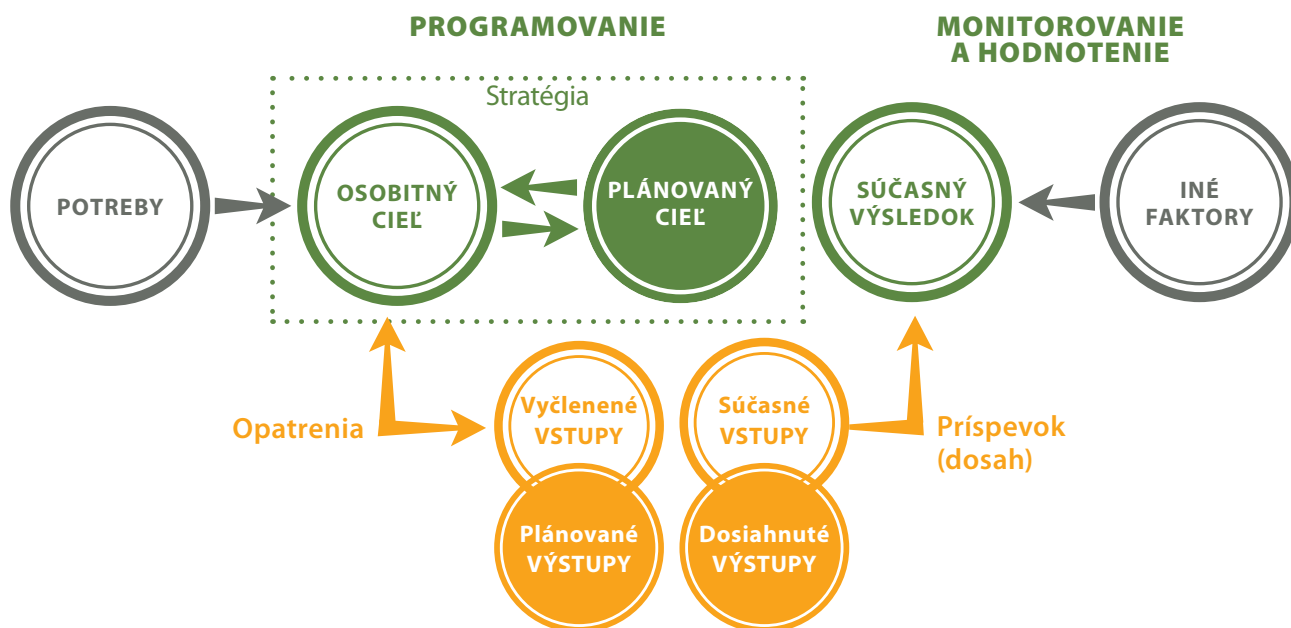 PROGRAMOVANIE
MONITOROVANIE
A HODNOTENIE
Stratégia
POTREBY
OSOBITNÝ
CIEĽ
PLÁNOVANÝ
CIEĽ
SÚČASNÝ
VÝSLEDOK
INÉ
FAKTORY
Opatrenia
Vyčlenené
VSTUPY
Súčasné
VSTUPY
Príspevok
(dosah)
Plánované
VÝSTUPY
Dosiahnuté
VÝSTUPY